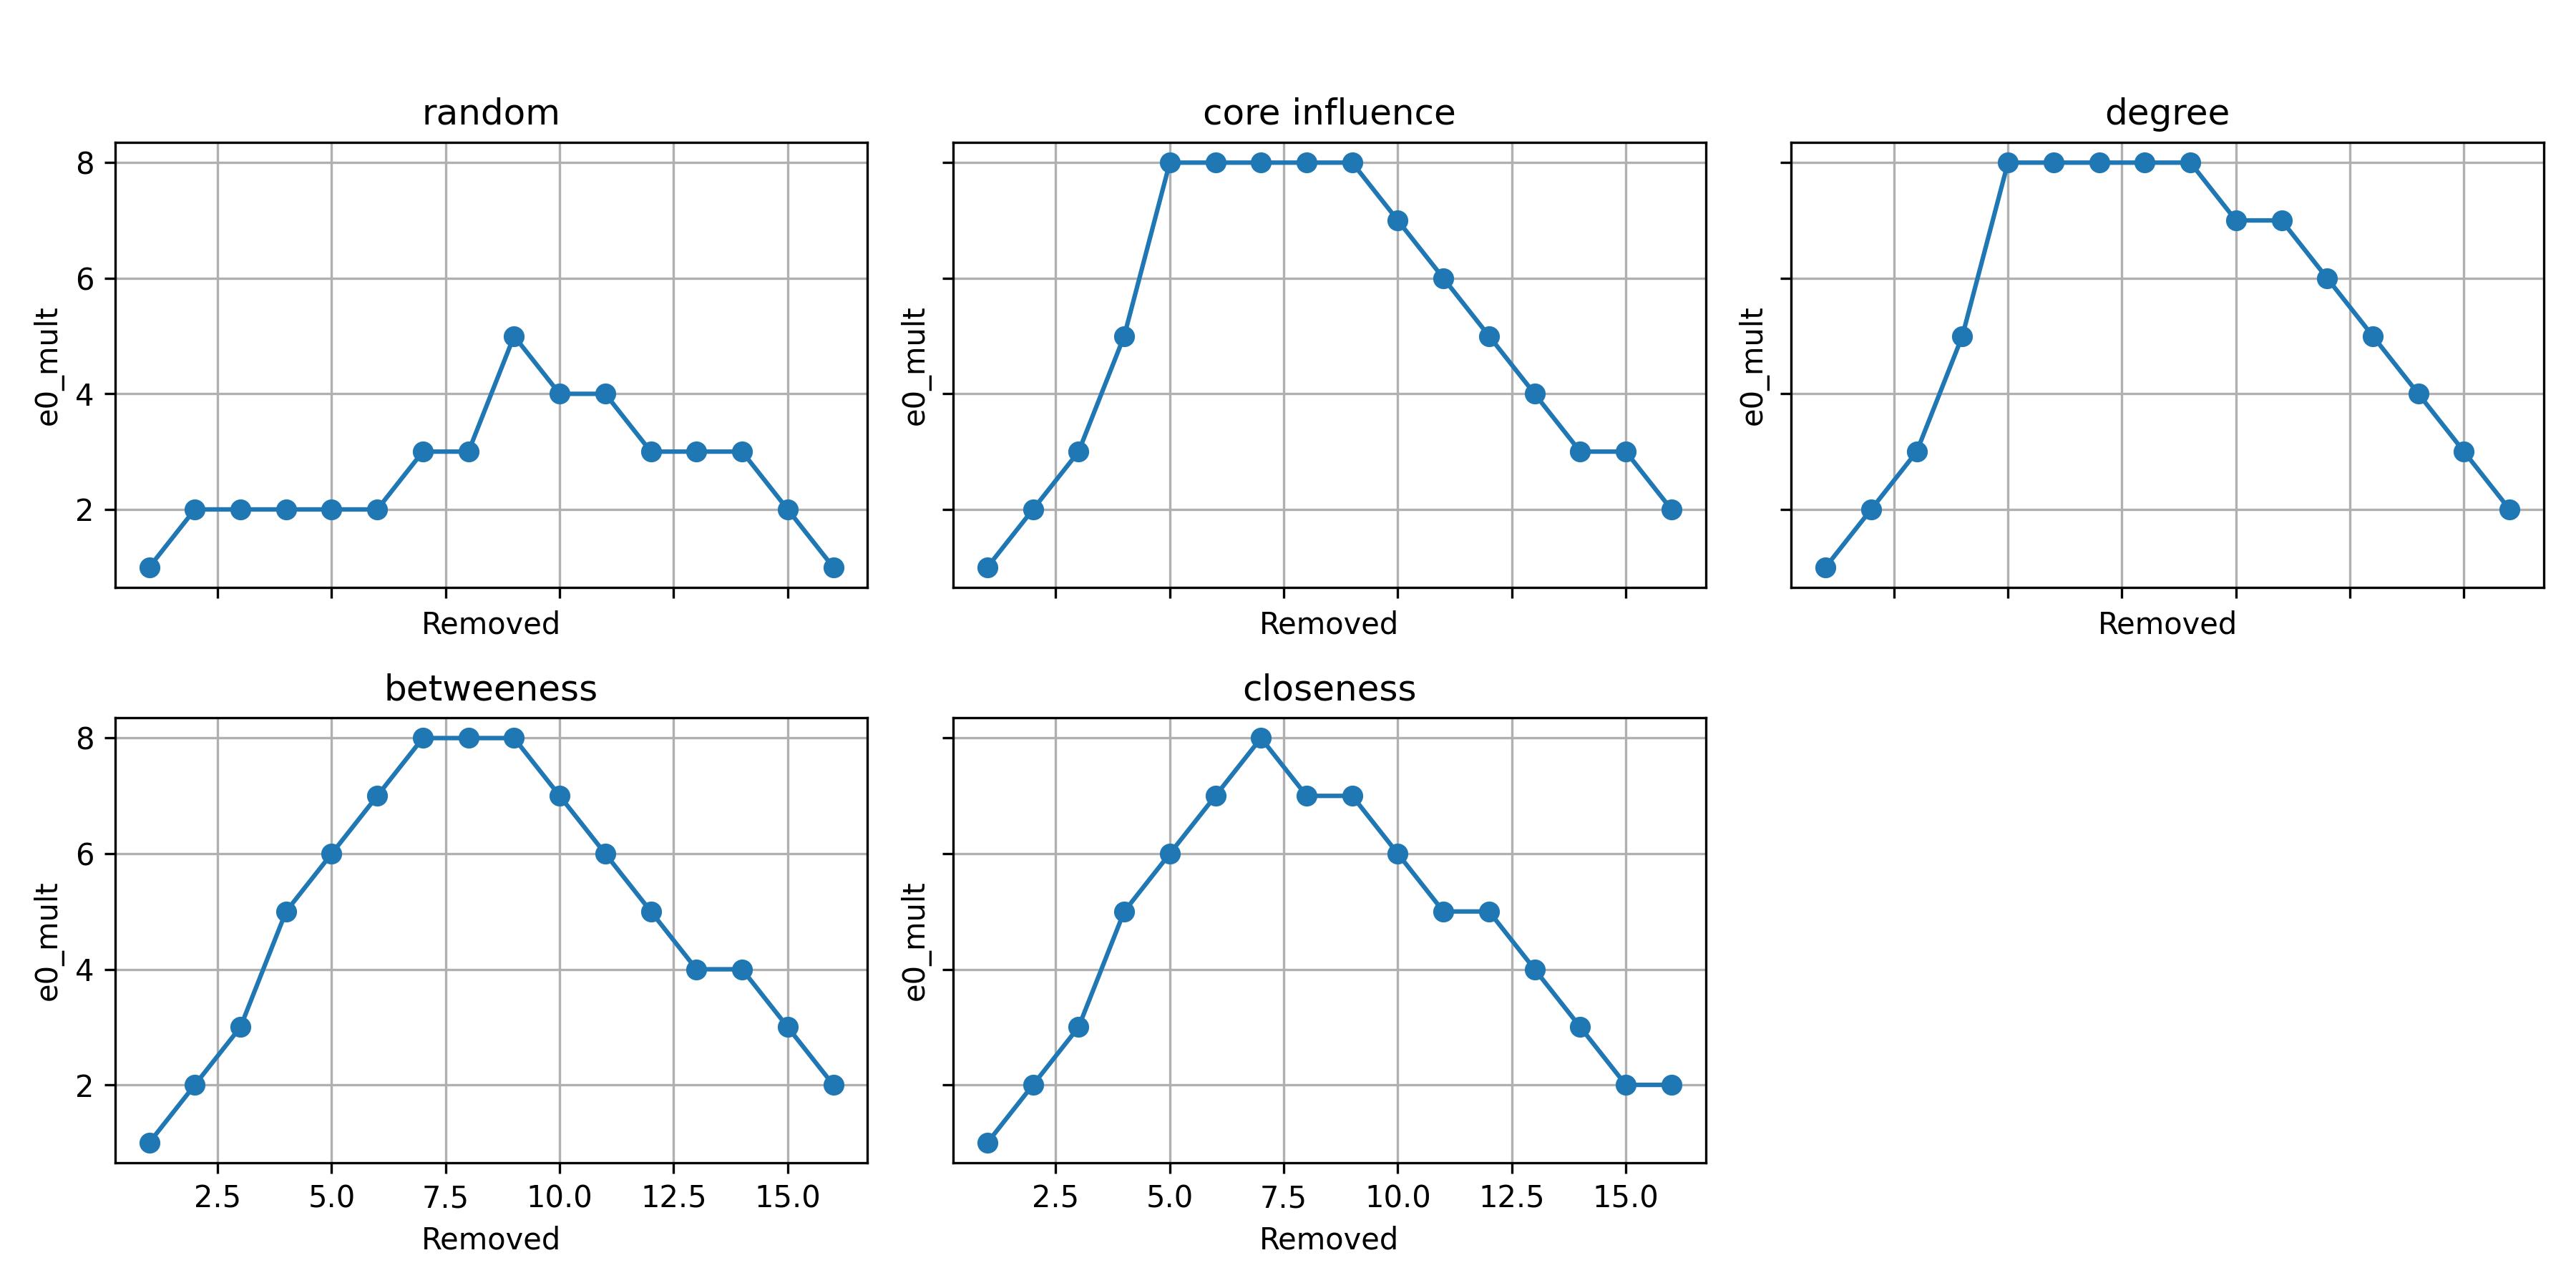 random
core influence
degree
8
6
4
2
e0_mult
e0_mult
e0_mult
Removed
Removed
Removed
betweeness
closeness
8
6
4
2
e0_mult
e0_mult
2.5 5.0 7.5 10.0 12.5 15.0
2.5 5.0 7.5 10.0 12.5 15.0
Removed
Removed